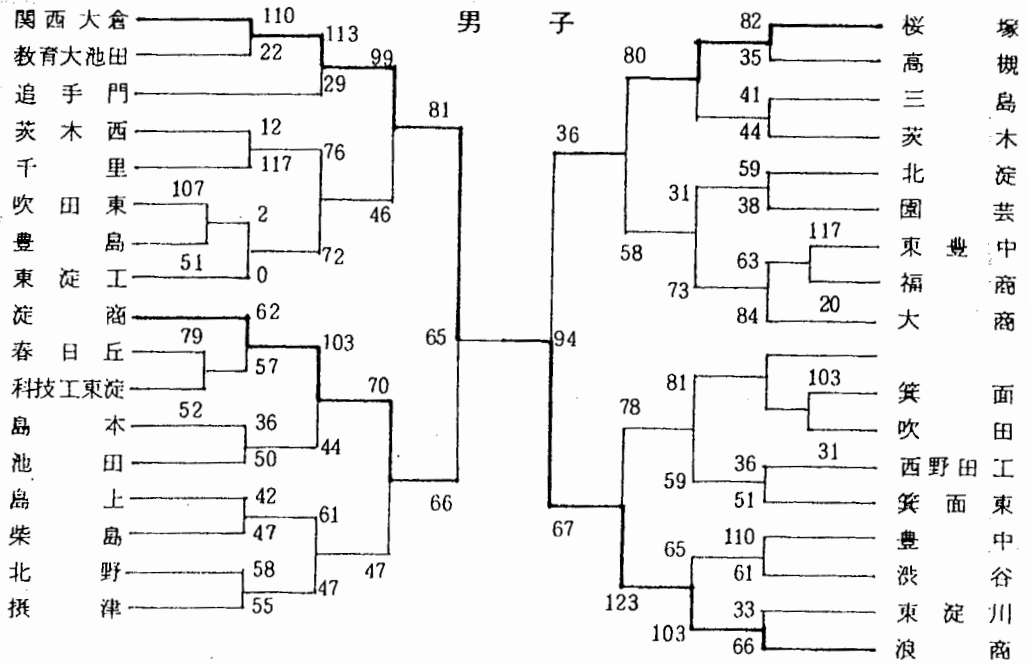 男子
関西大倉 110
113
教育大池田 22
99
追手門 29
81
茨木西 12
76
千里 117
吹田東 107
2
46
豊島
72
東淀工 51 0
淀商 62
65
春日丘 79
103
57
科技工東淀
70
島本 52 36
44
池田 50
66
島上 42
61
柴島 47
47
北野 58
47
摂津 55
82 桜塚
80
35 高槻
41 三島
36
44 茨木
59 北淀
31
38 園芸
58
117 東豊中
63
73
福商
84 20 大商
94
81
103 箕面
78
吹田
31
36 西野田工
59
51 箕面東
67
110 豊中
65
61 渋谷
123
33 東淀川
103
66 浪商